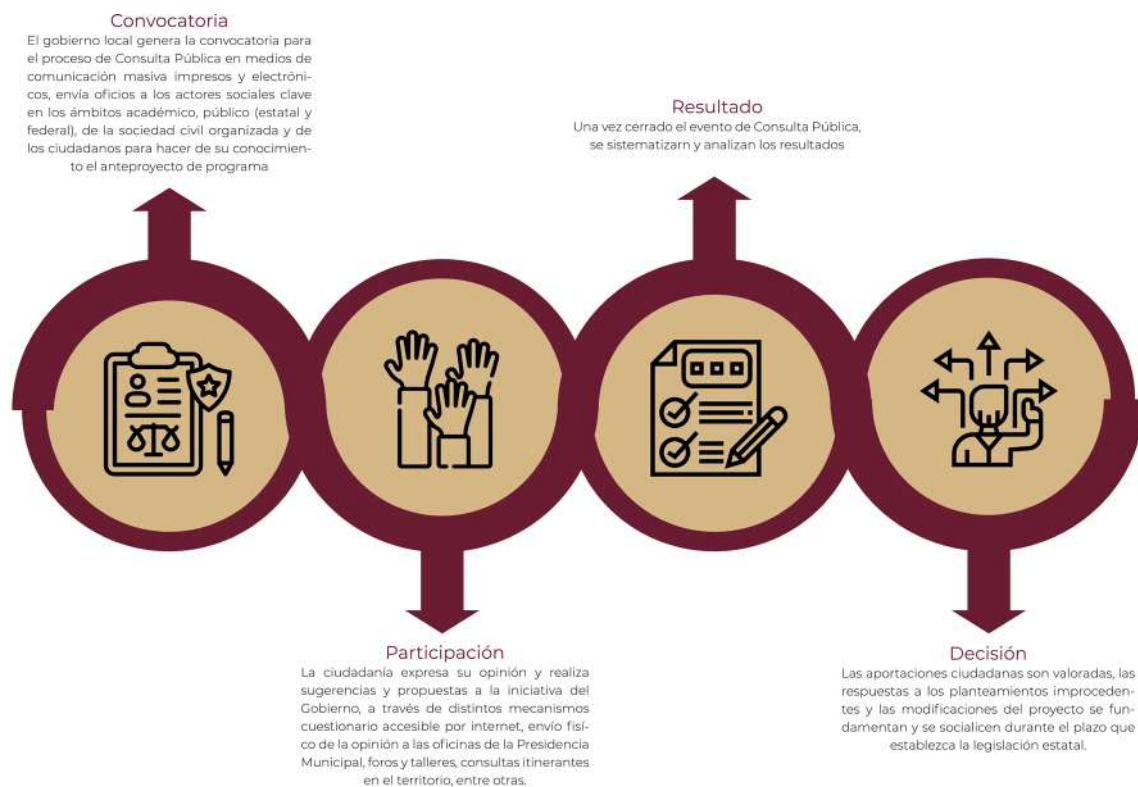 Convocatoria
El gobierno local genera la convocatoria para
el proceso de Consulta Pública en medios de
comunicación masiva impresos y electróni-
cos, envía oficios a los actores sociales clave
en los ámbitos académico, público (estatal y
federal), de la sociedad civil organizada y de
los ciudadanos para hacer de su conocimien-
to el anteproyecto de programa
Participación
La ciudadanía expresa su opinión y realiza
sugerencias y propuestas a la iniciativa del
Gobierno, a través de distintos mecanismos
cuestionario accesible por internet, envío físi-
co de la opinión a las oficinas de la Presidencia
Municipal, foros y talleres, consultas itinerantes
en el territorio, entre otras.
Resultado
Una vez cerrado el evento de Consulta Pública,
se sistematizarn y analizan los resultados
Decisión
Las aportaciones ciudadanas son valoradas, las
respuestas a los planteamientos improceden-
tes y las modificaciones del proyecto se fun-
damentan y se socialicen durante el plazo que
establezca la legislación estatal.